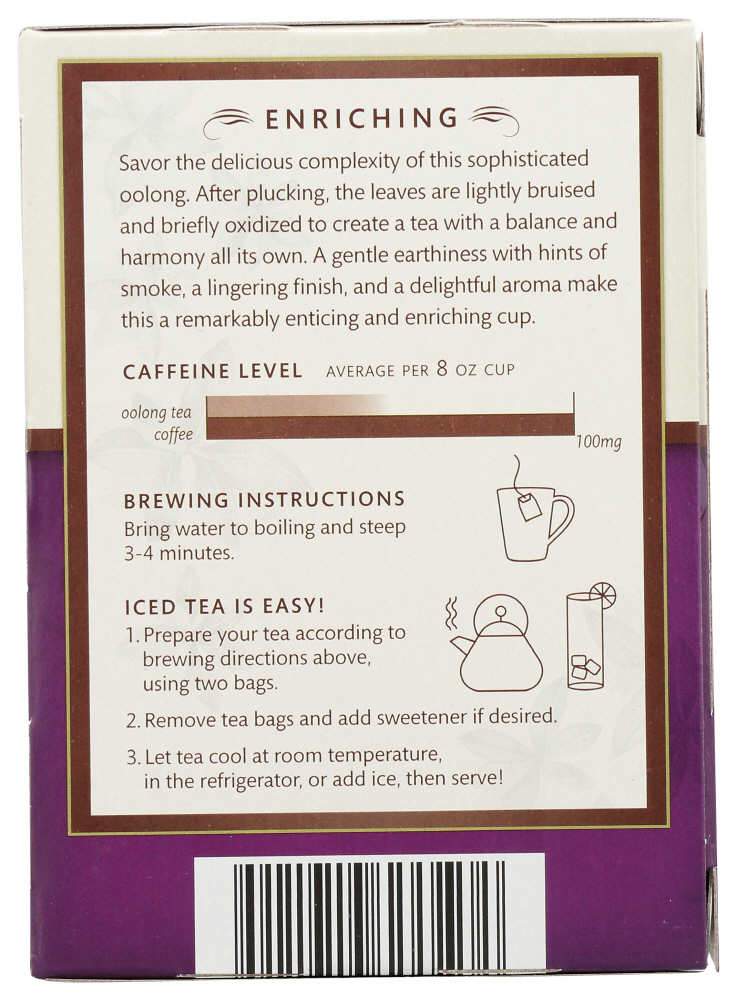 ENRICHING
Savor the delicious complexity of this sophisticated
oolong. After plucking, the leaves are lightly bruised
and briefly oxidized to create a tea with a balance and
harmony all its own. A gentle earthiness with hints of
smoke, a lingering finish, and a delightful aroma make
this a remarkably enticing and enriching cup.
CAFFEINE LEVEL AVERAGE PER 8 OZ CUP
oolong tea
coffee
100mg
BREWING INSTRUCTIONS
Bring water to boiling and steep
3-4 minutes.
ICED TEA IS EASY!
1. Prepare your tea according to
brewing directions above,
using two bags.
2. Remove tea bags and add sweetener if desired.
3. Let tea cool at room temperature,
in the refrigerator, or add ice, then serve!